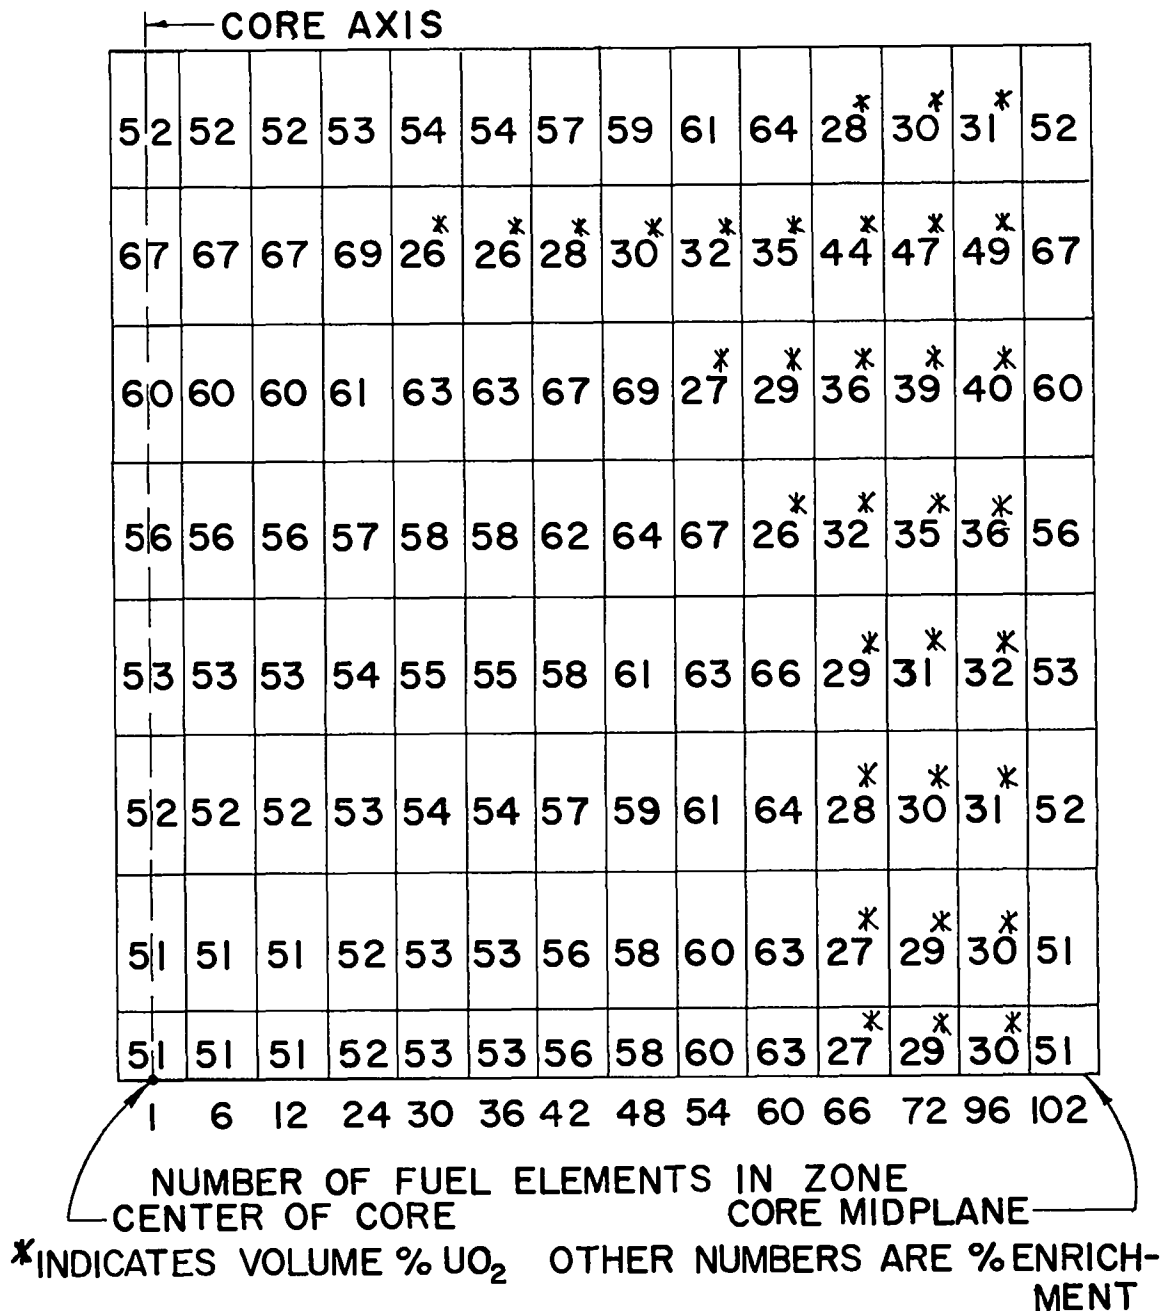 CORE AXIS
52 52 52 53 54 54 57 59 61 64 28* 30* 31* 52
67 67 67 69 26* 26* 28* 30* 32* 35* 44* 47* 49* 67
60 60 60 61 63 63 67 69 27* 29* 36* 39* 40* 60
56 56 56 57 58 58 62 64 67 26* 32* 35* 36* 56
53 53 53 54 55 55 58 61 63 66 29* 31* 32* 53
52 52 52 53 54 54 57 59 61 64 28* 30* 31* 52
51 51 51 52 53 53 56 58 60 63 27* 29* 30* 51
51 51 51 52 53 53 56 58 60 63 27* 29* 30* 51
1 6 12 24 30 36 42 48 54 60 66 72 96 102
NUMBER OF FUEL ELEMENTS IN ZONE
CENTER OF CORE CORE MIDPLANE
*INDICATES VOLUME % UO₂ OTHER NUMBERS ARE % ENRICH-
MENT